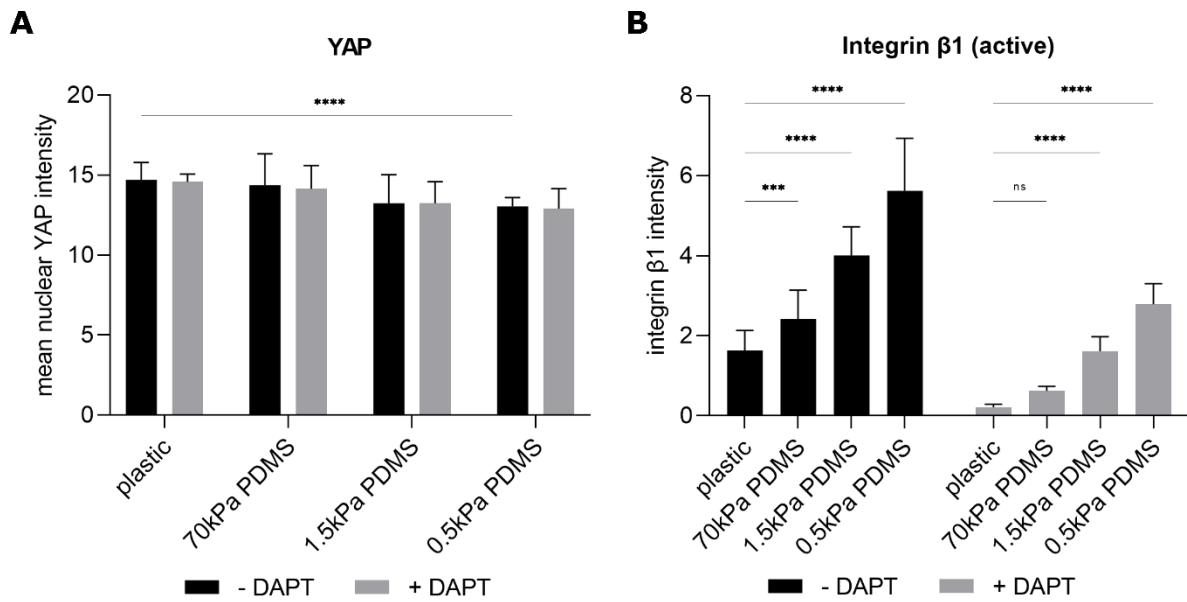 A
YAP
20
15
10
5
0
mean nuclear YAP intensity
****
plastic
70kPa PDMS
1.5kPa PDMS
0.5kPa PDMS
- DAPT
+ DAPT
B
Integrin β1 (active)
8
6
4
2
0
integrin β1 intensity
****
****
***
****
****
ns
plastic
70kPa PDMS
1.5kPa PDMS
0.5kPa PDMS
plastic
70kPa PDMS
1.5kPa PDMS
0.5kPa PDMS
- DAPT
+ DAPT